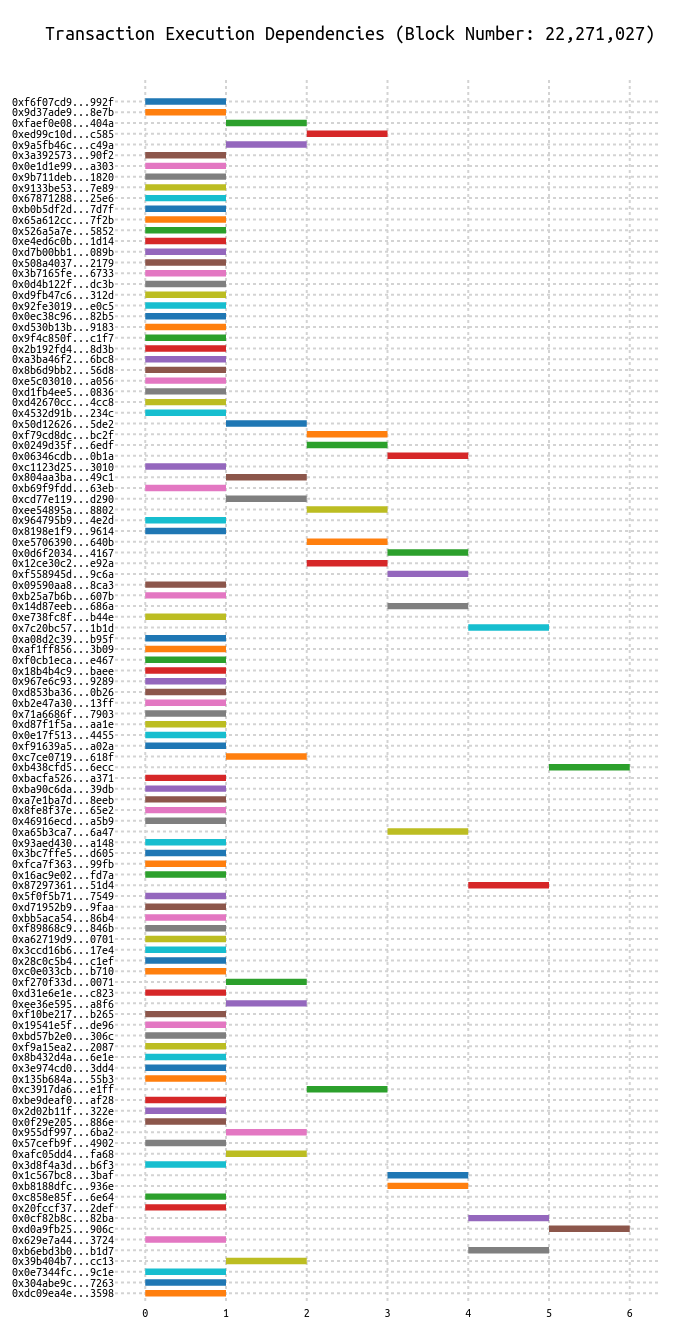 Transaction Execution Dependencies (Block Number: 22,271,027)
0xf6f07cd9...992f
0x9d37ade9...8e7b
0xfaef0e08...404a
0xed99c10d...c585
0x9a5fb46c...c49a
0x3a392573...90f2
0x0e1d1e99...a303
0x9b711deb...1820
0x9133be53...7e89
0x67871288...25e6
0xb0b5df2d...7d7f
0x65a612cc...7f2b
0x526a5a7e...5852
0xe4ed6c0b...1d14
0xd7b00bb1...089b
0x508a4037...2179
0x3b7165fe...6733
0x0d4b122f...dc3b
0xd9fb47c6...312d
0x92fe3019...e0c5
0x0ec38c96...82b5
0xd530b13b...9183
0x9f4c850f...c1f7
0x2b192fd4...8d3b
0xa3ba46f2...6bc8
0x8b6d9bb2...56d8
0xe5c03010...a056
0xd1fb4ee5...0836
0xd42670cc...4cc8
0x4532d91b...234c
0x50d12626...5de2
0xf79cd8dc...bc2f
0x0249d35f...6edf
0x06346cdb...0b1a
0xc1123d25...3010
0x804aa3ba...49c1
0xb69f9fdd...63eb
0xcd77e119...d290
0xee54895a...8802
0x964795b9...4e2d
0x8198e1f9...9614
0xe5706390...640b
0x0d6f2034...4167
0x12ce30c2...e92a
0xf558945d...9c6a
0x09590aa8...8ca3
0xb25a7b6b...607b
0x14d87eeb...686a
0xe738fc8f...b44e
0x7c20bc57...1b1d
0xa08d2c39...b95f
0xaf1ff856...3b09
0xf0cb1eca...e467
0x18b4b4c9...baee
0x967e6c93...9289
0xd853ba36...0b26
0xb2e47a30...13ff
0x71a6686f...7903
0xd87f1f5a...aa1e
0x0e17f513...4455
0xf91639a5...a02a
0xc7ce0719...618f
0xb438cfd5...6ecc
0xbacfa526...a371
0xba90c6da...39db
0xa7e1ba7d...8eeb
0x8fe8f37e...65e2
0x46916ecd...a5b9
0xa65b3ca7...6a47
0x93aed430...a148
0x3bc7ffe5...d605
0xfca7f363...99fb
0x16ac9e02...fd7a
0x87297361...51d4
0x5f0f5b71...7549
0xd71952b9...9faa
0xbb5aca54...86b4
0xf89868c9...846b
0xa62719d9...0701
0x3ccd16b6...17e4
0x28c0c5b4...c1ef
0xc0e033cb...b710
0xf270f33d...0071
0xd31e6e1e...c823
0xee36e595...a8f6
0xf10be217...b265
0x19541e5f...de96
0xbd57b2e0...306c
0xf9a15ea2...2087
0x8b432d4a...6e1e
0x3e974cd0...3dd4
0x135b684a...55b3
0xc3917da6...e1ff
0xbe9deaf0...af28
0x2d02b11f...322e
0x0f29e205...886e
0x955df997...6ba2
0x57cefb9f...4902
0xafc05dd4...fa68
0x3d8f4a3d...b6f3
0x1c567bc8...3baf
0xb8188dfc...936e
0xc858e85f...6e64
0x20fccf37...2def
0x0cf82b8c...82ba
0xd0a9fb25...906c
0x629e7a44...3724
0xb6ebd3b0...b1d7
0x39b404b7...cc13
0x0e7344fc...9c1e
0x304abe9c...7263
0xdc09ea4e...3598
0 1 2 3 4 5 6